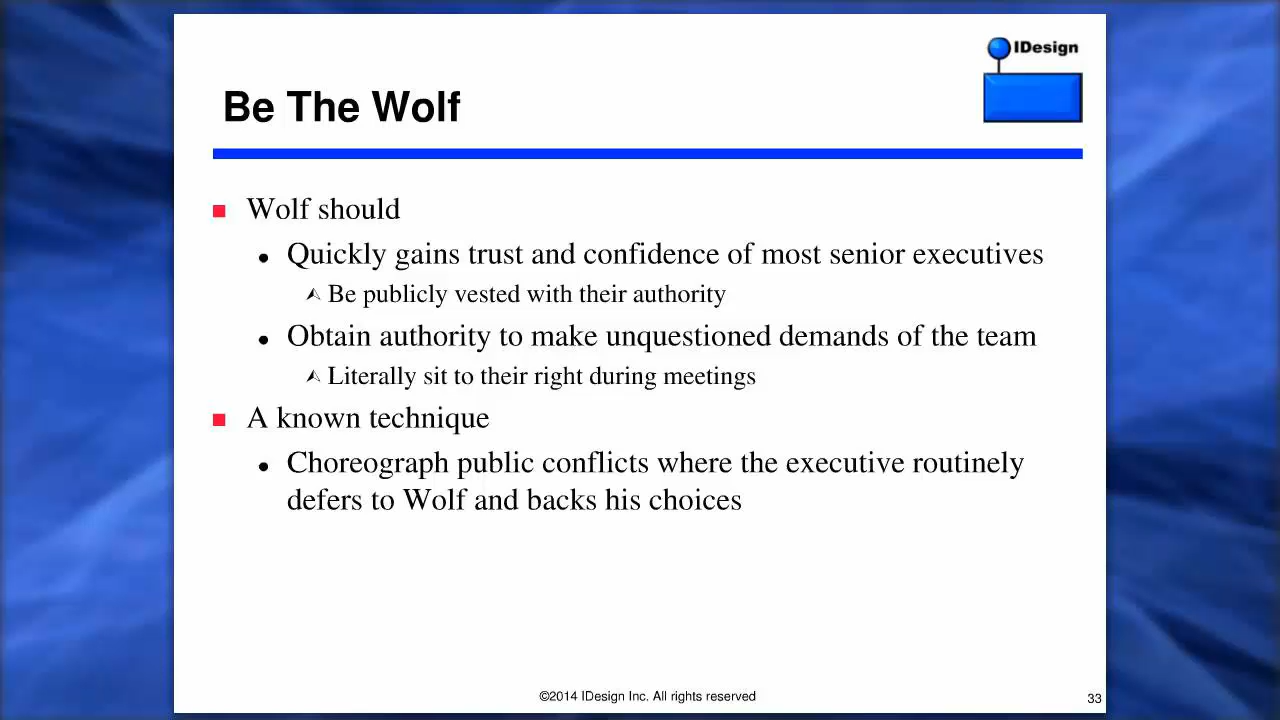 IDesign
Be The Wolf
Wolf should
Quickly gains trust and confidence of most senior executives
Be publicly vested with their authority
Obtain authority to make unquestioned demands of the team
Literally sit to their right during meetings
A known technique
Choreograph public conflicts where the executive routinely
defers to Wolf and backs his choices
©2014 IDesign Inc. All rights reserved
33